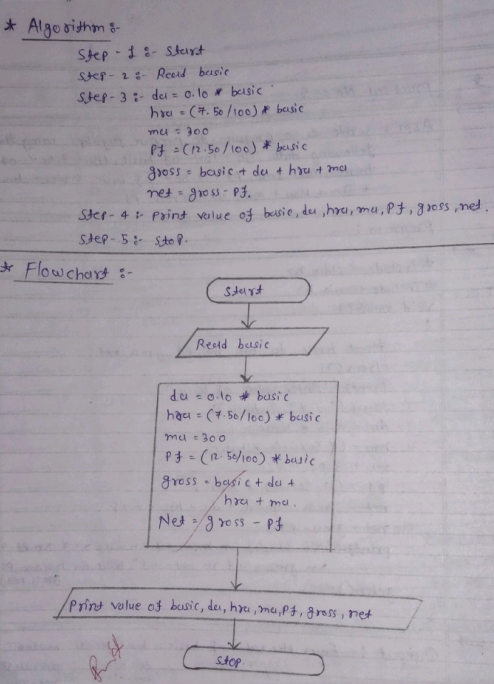 * Algorithm :-
Step - 1 :- Start
Step - 2 :- Read basic
Step - 3 :- da = 0.10 * basic
hra = (7.50/100) * basic
ma = 300
Pf = (12.50/100) * basic
gross = basic + da + hra + ma
net = gross - Pf.
Step - 4 :- Print value of basic, da, hra, ma, Pf, gross, net.
Step - 5 :- Stop.
* Flowchart :-
Start
Read basic
da = 0.10 * basic
hra = (7.50/100) * basic
ma = 300
Pf = (12.50/100) * basic
gross = basic + da +
hra + ma.
Net = gross - Pf
Print value of basic, da, hra, ma, Pf, gross, net
Stop